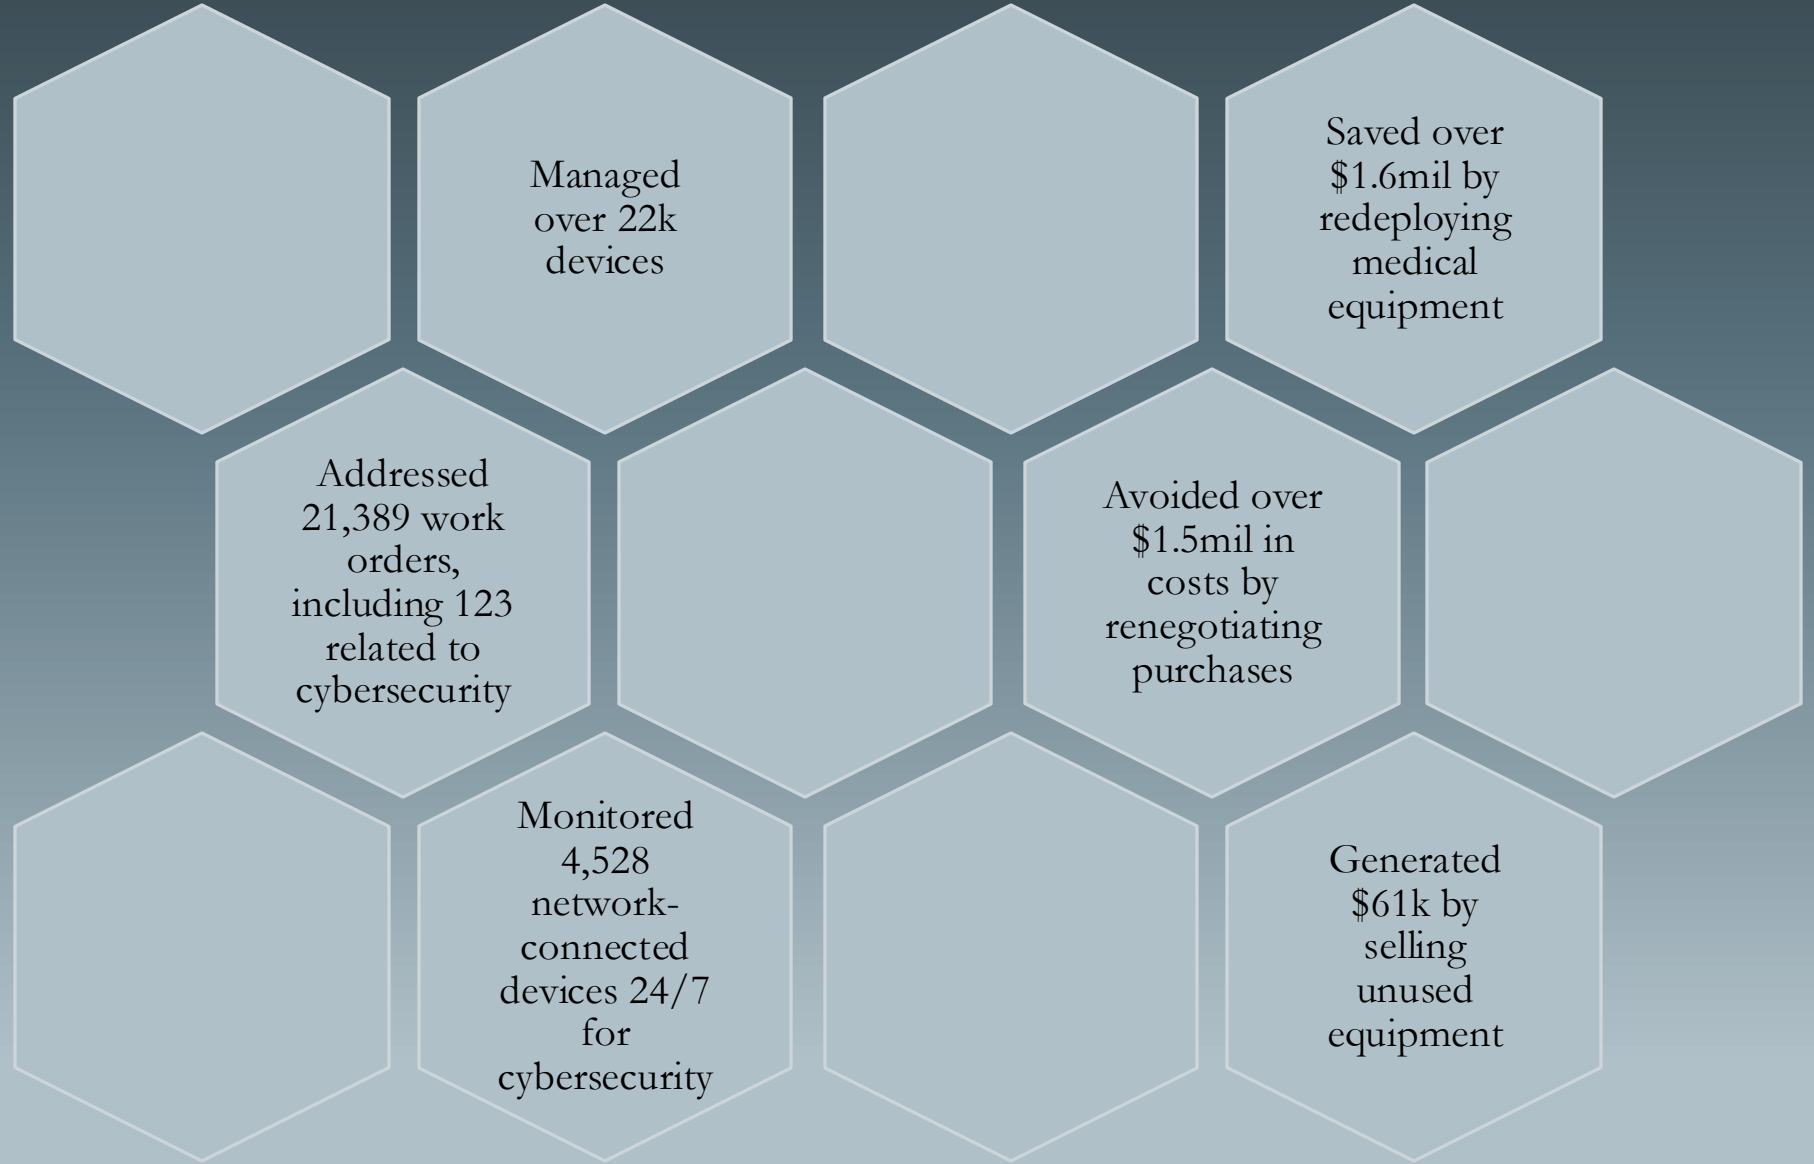 Managed
over 22k
devices
Saved over
$1.6mil by
redeploying
medical
equipment
Addressed
21,389 work
orders,
including 123
related to
cybersecurity
Avoided over
$1.5mil in
costs by
renegotiating
purchases
Monitored
4,528
network-
connected
devices 24/7
for
cybersecurity
Generated
$61k by
selling
unused
equipment